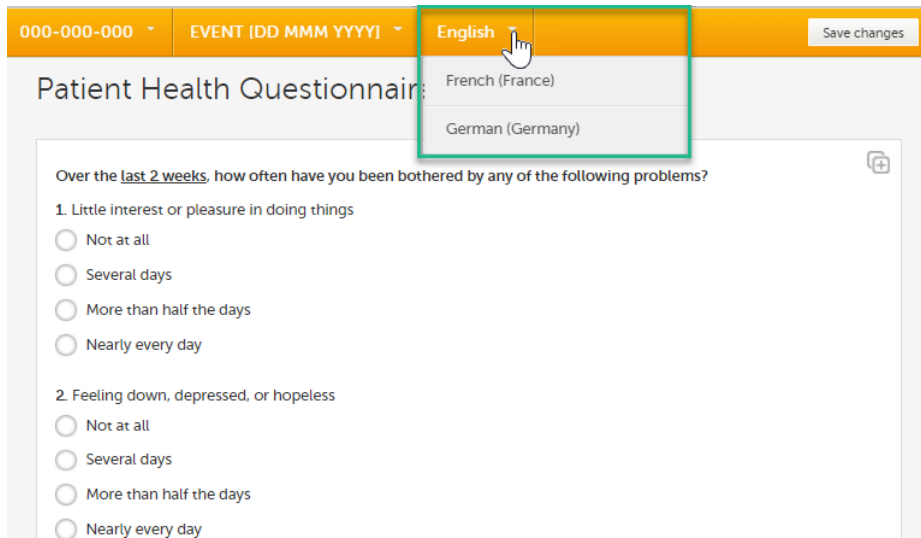 000-000-000 EVENT [DD MMM YYYY] English Save changes
French (France)
German (Germany)
Patient Health Questionnair
Over the last 2 weeks, how often have you been bothered by any of the following problems?
1. Little interest or pleasure in doing things
Not at all
Several days
More than half the days
Nearly every day
2. Feeling down, depressed, or hopeless
Not at all
Several days
More than half the days
Nearly every day